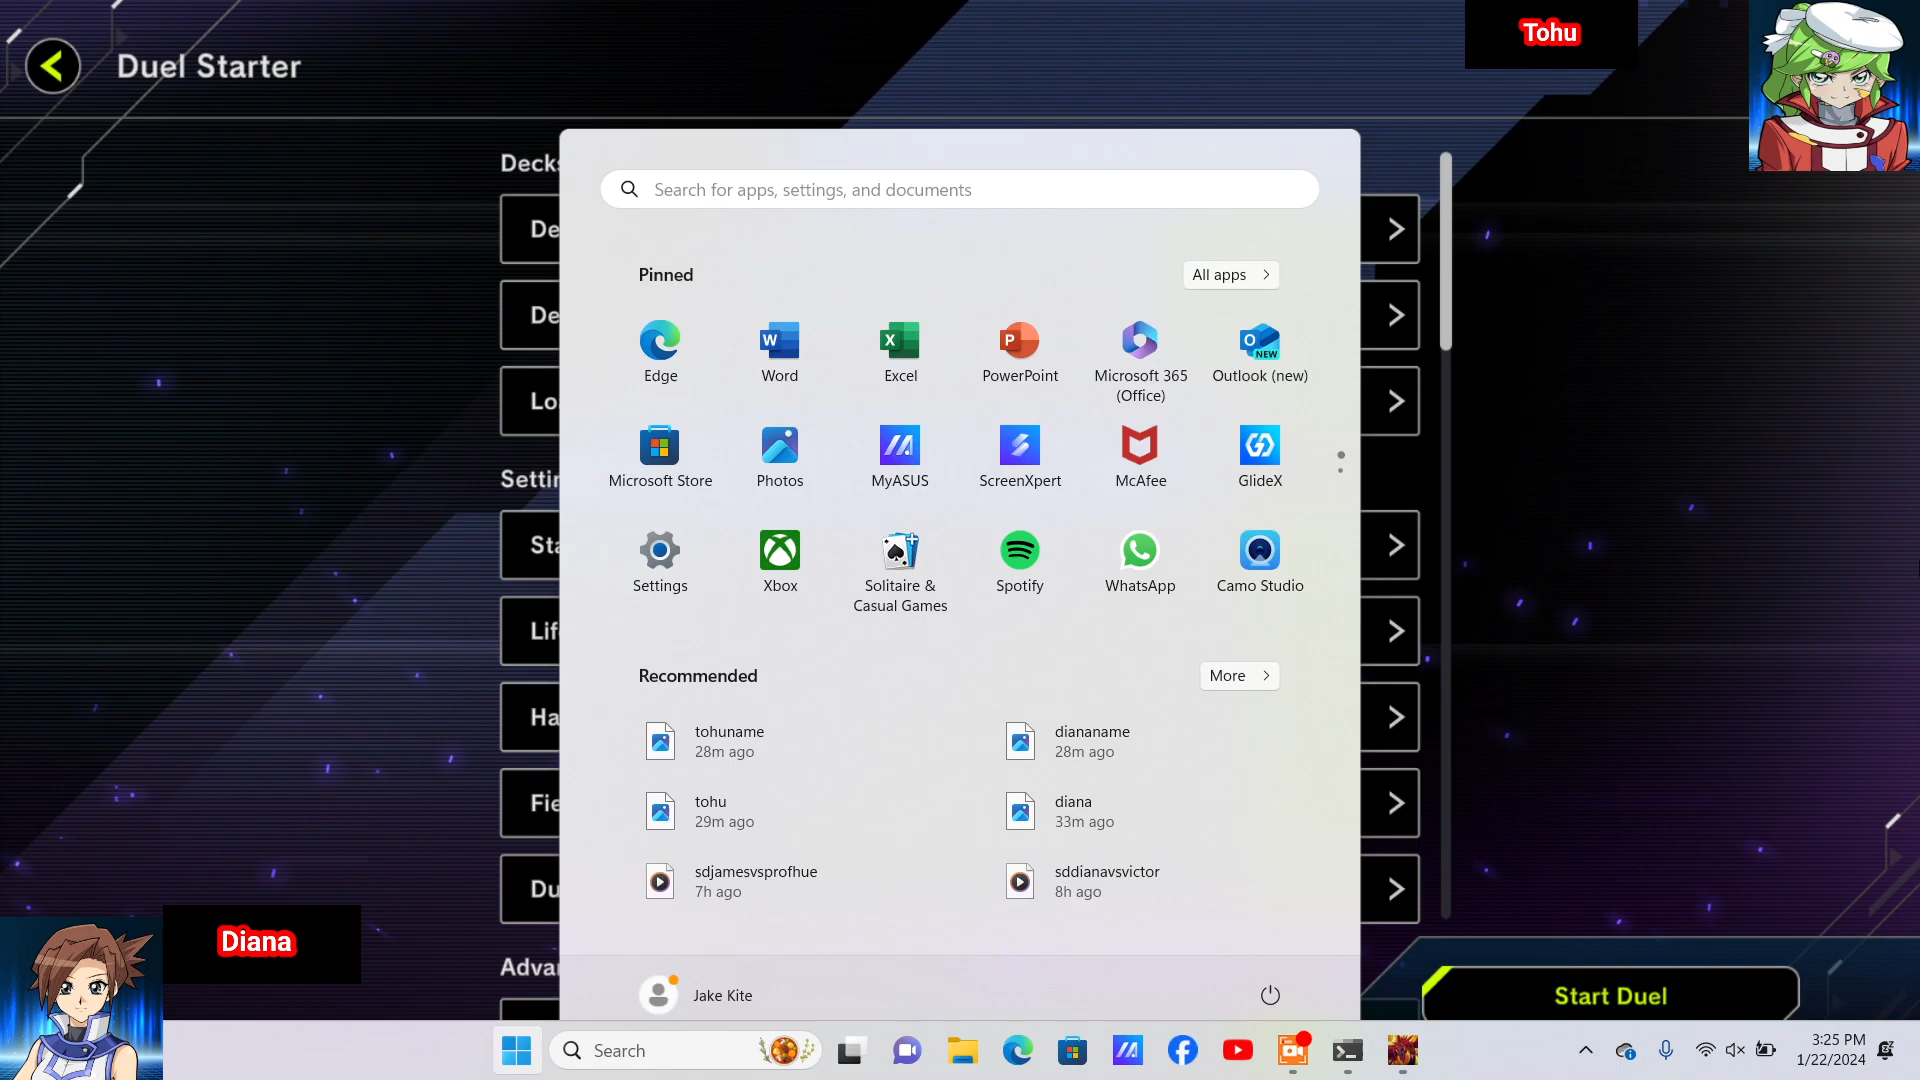 Duel Starter
Tohu
Decks
Search for apps, settings, and documents
De
Pinned
All apps
De
Edge
Word
Excel
PowerPoint
Microsoft 365
(Office)
Outlook (new)
NEW
Lo
Microsoft Store
Photos
MyASUS
ScreenXpert
McAfee
GlideX
Settin
Sta
Settings
Xbox
Solitaire &
Casual Games
Spotify
WhatsApp
Camo Studio
Lif
Recommended
More
Ha
tohuname
28m ago
diananame
28m ago
Fie
tohu
29m ago
diana
33m ago
Du
sdjamesvsprofhue
7h ago
sddianavsvictor
8h ago
Diana
Adva
Jake Kite
Start Duel
Search
3:25 PM
1/22/2024